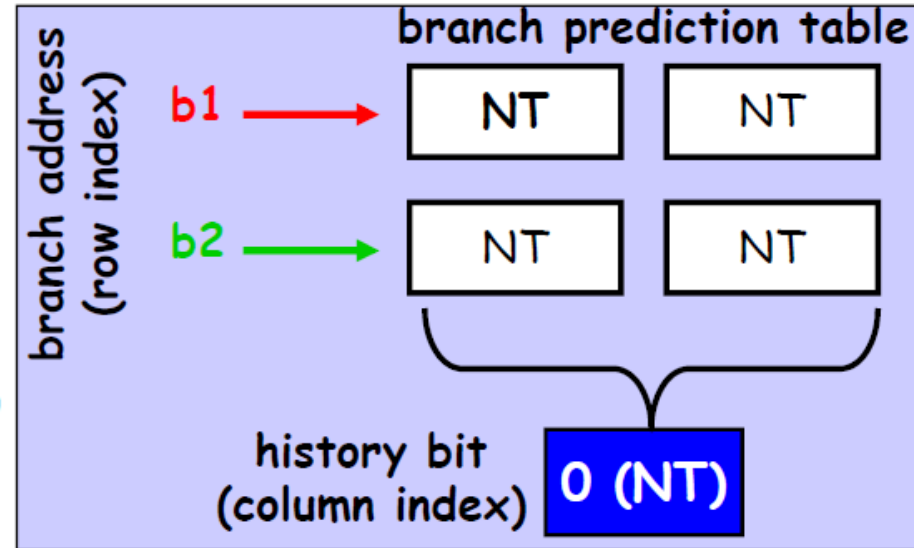 branch prediction table
branch address
(row index)
b1
NT
NT
b2
NT
NT
history bit
(column index)
0 (NT)